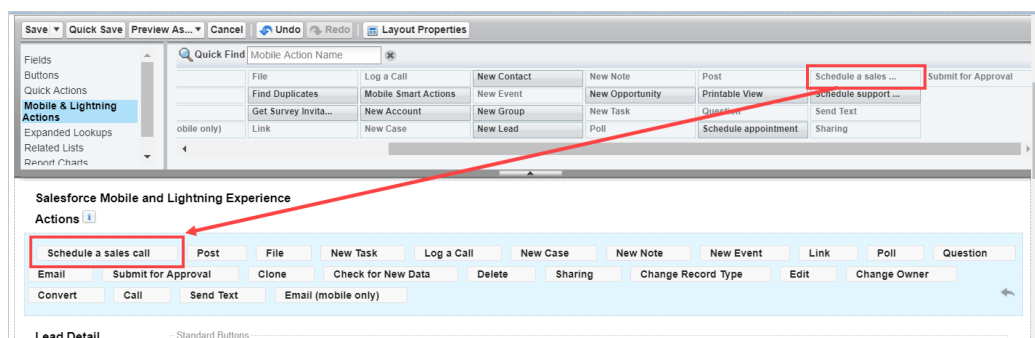 Save Quick Save Preview As... Cancel Undo Redo Layout Properties
Fields
Buttons
Quick Actions
Mobile & Lightning
Actions
Expanded Lookups
Related Lists
Report Charts
Quick Find Mobile Action Name
File Log a Call New Contact New Note Post Schedule a sales ... Submit for Approval
Find Duplicates Mobile Smart Actions New Event New Opportunity Printable View Schedule support ...
Get Survey Invita... New Account New Group New Task Question Send Text
obile only) Link New Case New Lead Poll Schedule appointment Sharing
Salesforce Mobile and Lightning Experience
Actions i
Schedule a sales call Post File New Task Log a Call New Case New Note New Event Link Poll Question
Email Submit for Approval Clone Check for New Data Delete Sharing Change Record Type Edit Change Owner
Convert Call Send Text Email (mobile only)
Lead Detail Standard Buttons